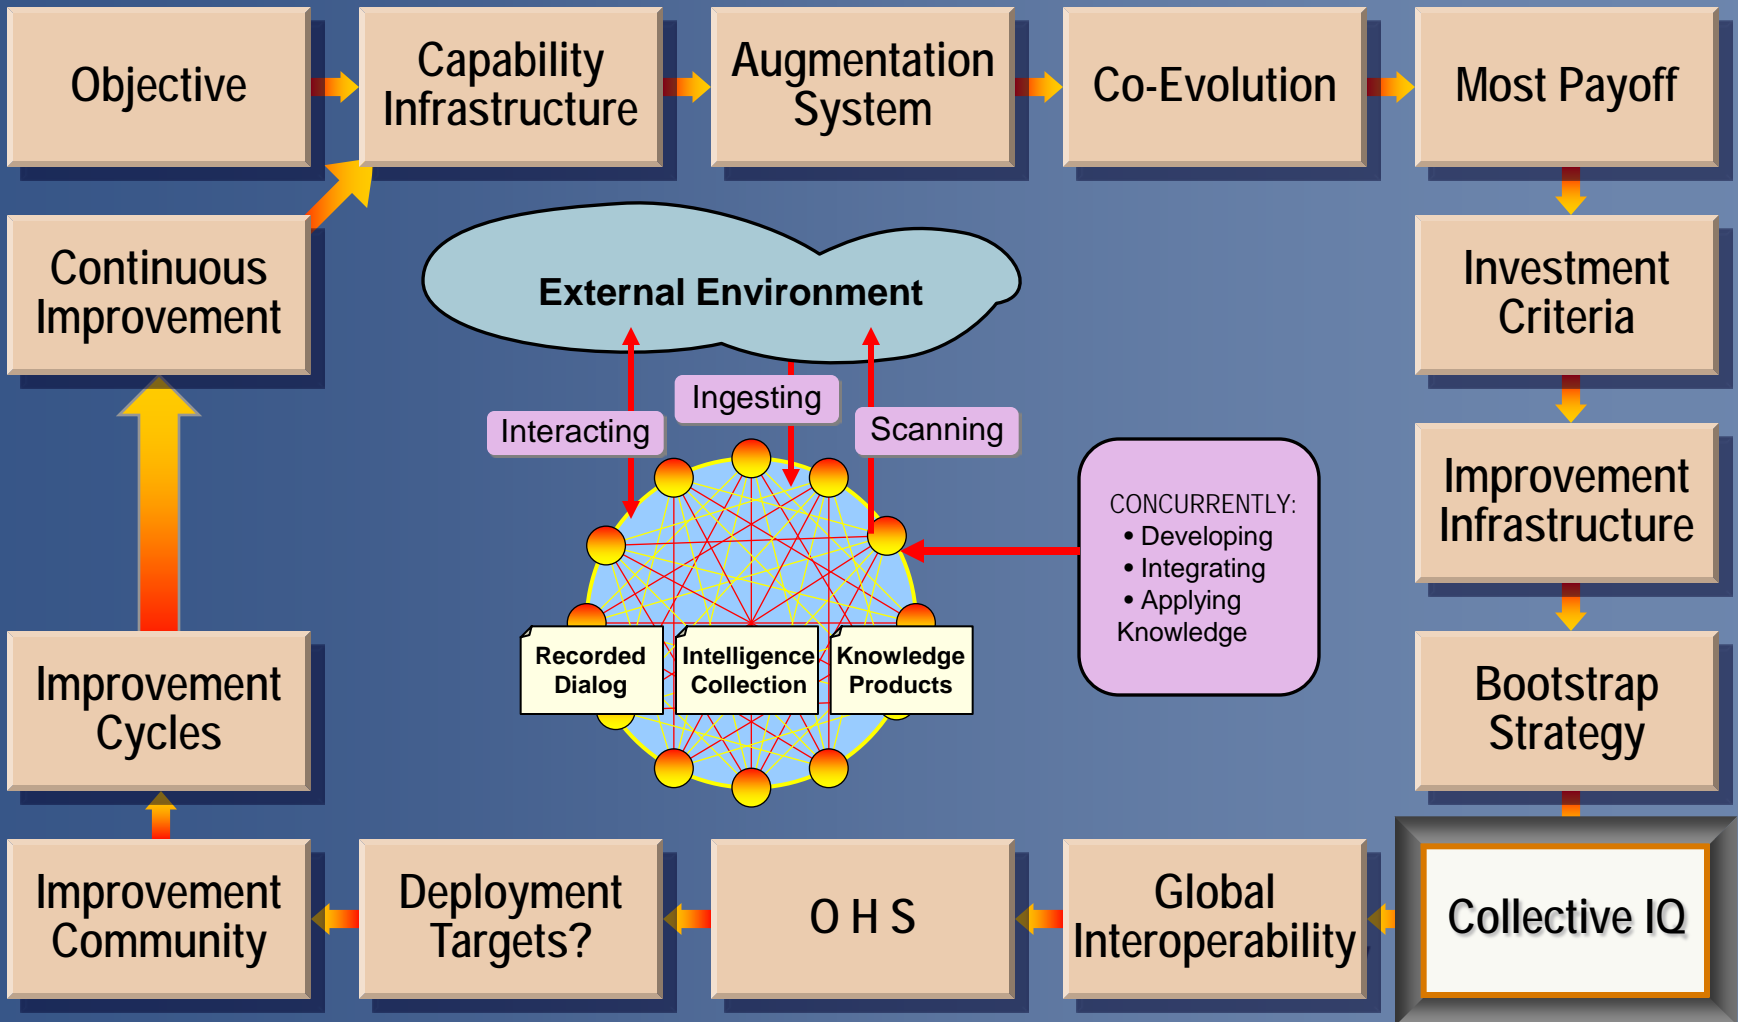 Objective
Capability
Infrastructure
Augmentation
System
Co-Evolution
Most Payoff
Continuous
Improvement
External Environment
Investment
Criteria
Interacting
Ingesting
Scanning
Improvement
Infrastructure
CONCURRENTLY:
• Developing
• Integrating
• Applying
Knowledge
Recorded
Dialog
Intelligence
Collection
Knowledge
Products
Improvement
Cycles
Bootstrap
Strategy
Improvement
Community
Deployment
Targets?
O H S
Global
Interoperability
Collective IQ